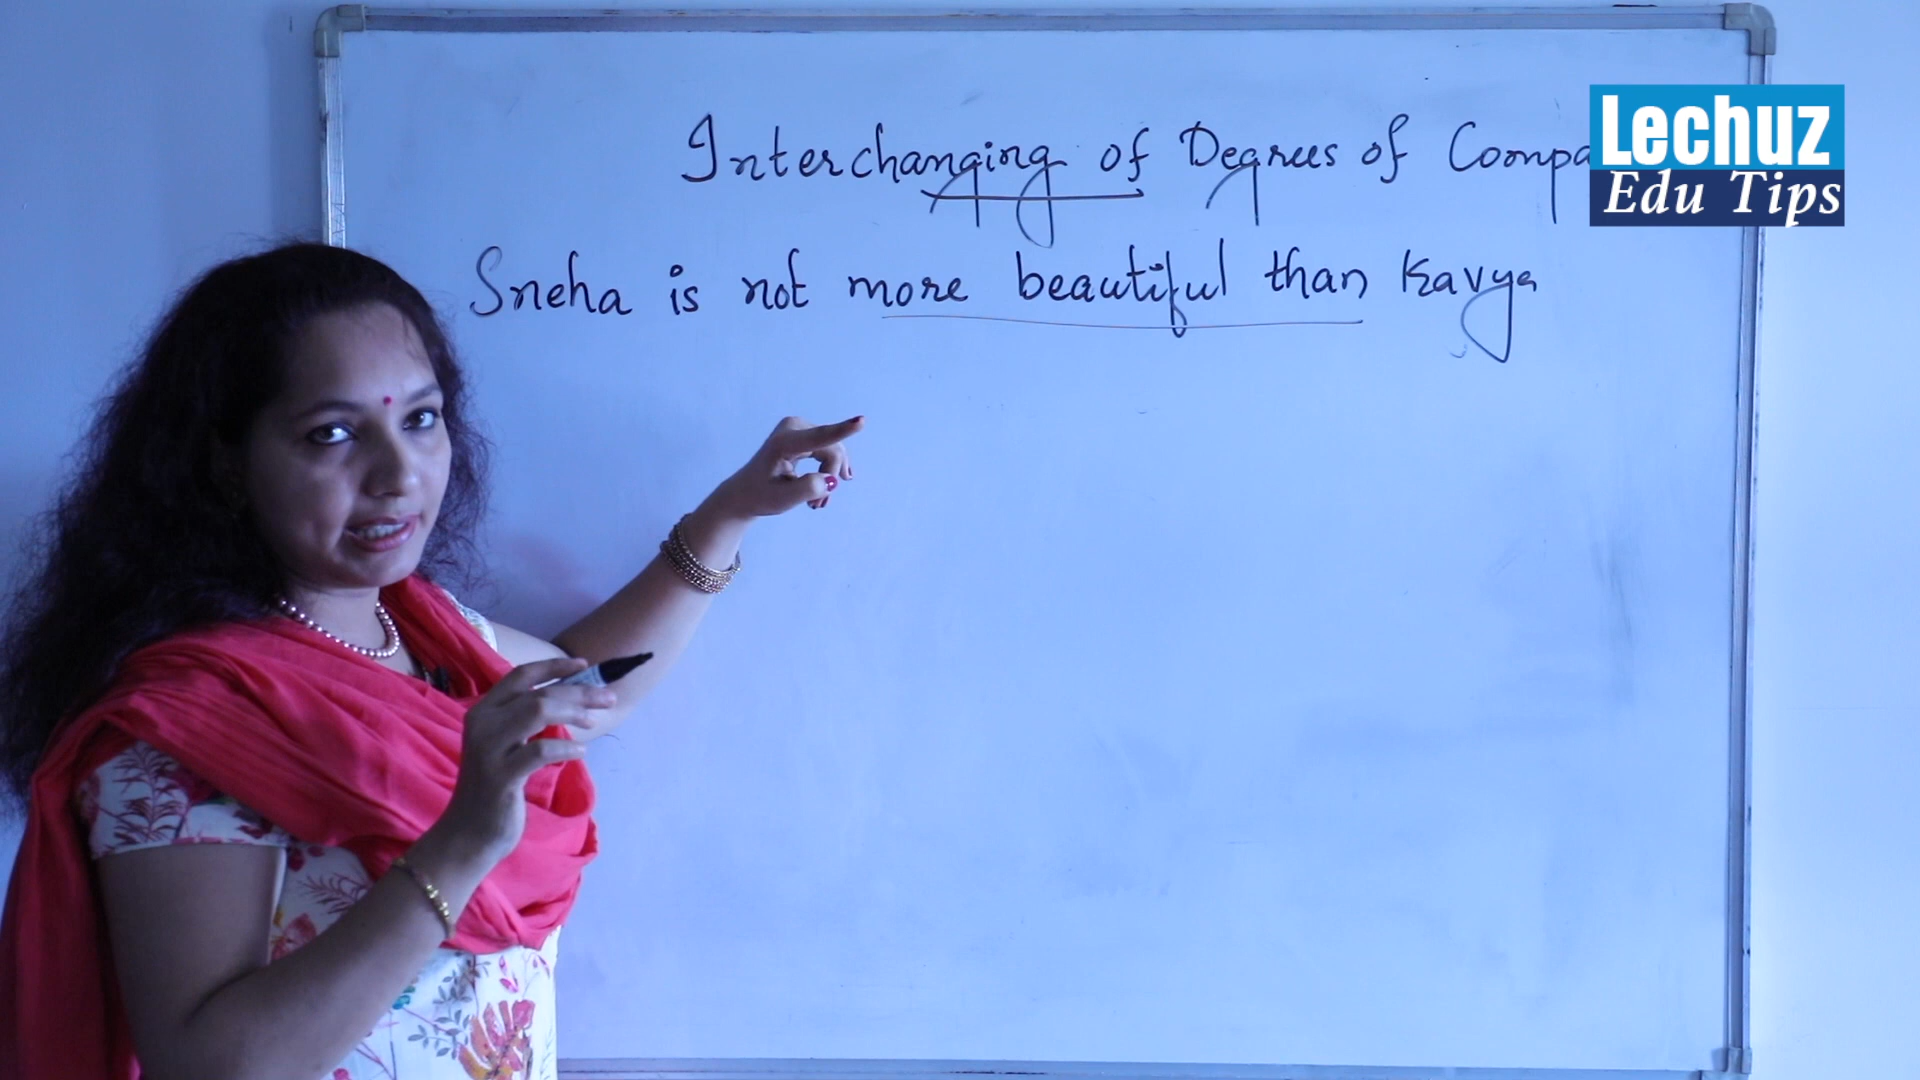 Interchanging of Degrees of Compa
Sneha is not more beautiful than Kavya
Lechuz
Edu Tips